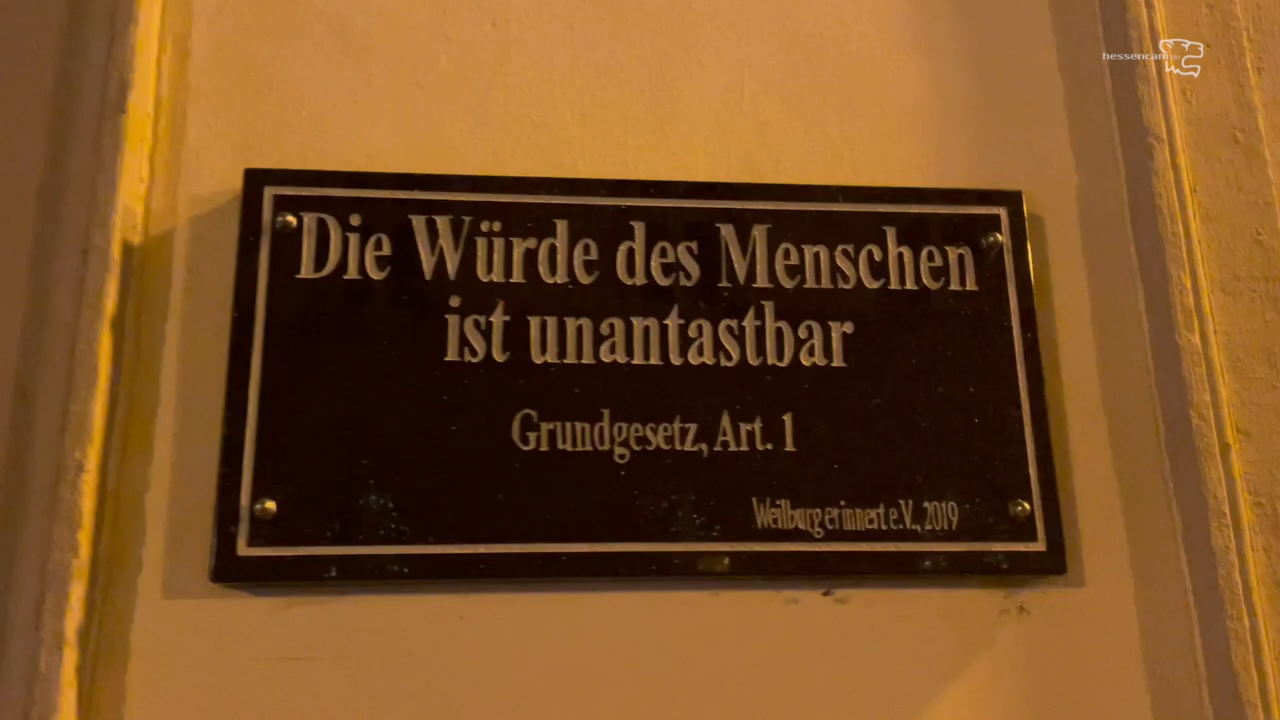 hessencam
Die Würde des Menschen
ist unantastbar
Grundgesetz, Art. 1
Weilburg erinnert e.V., 2019